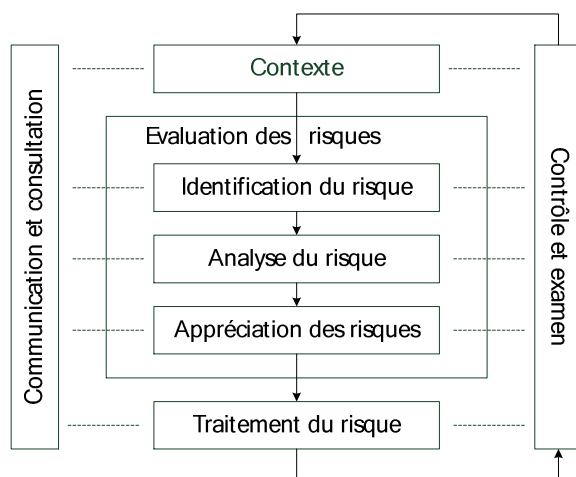 Contexte
Evaluation des risques
Identification du risque
Analyse du risque
Appréciation des risques
Traitement du risque
Communication et consultation
Contrôle et examen